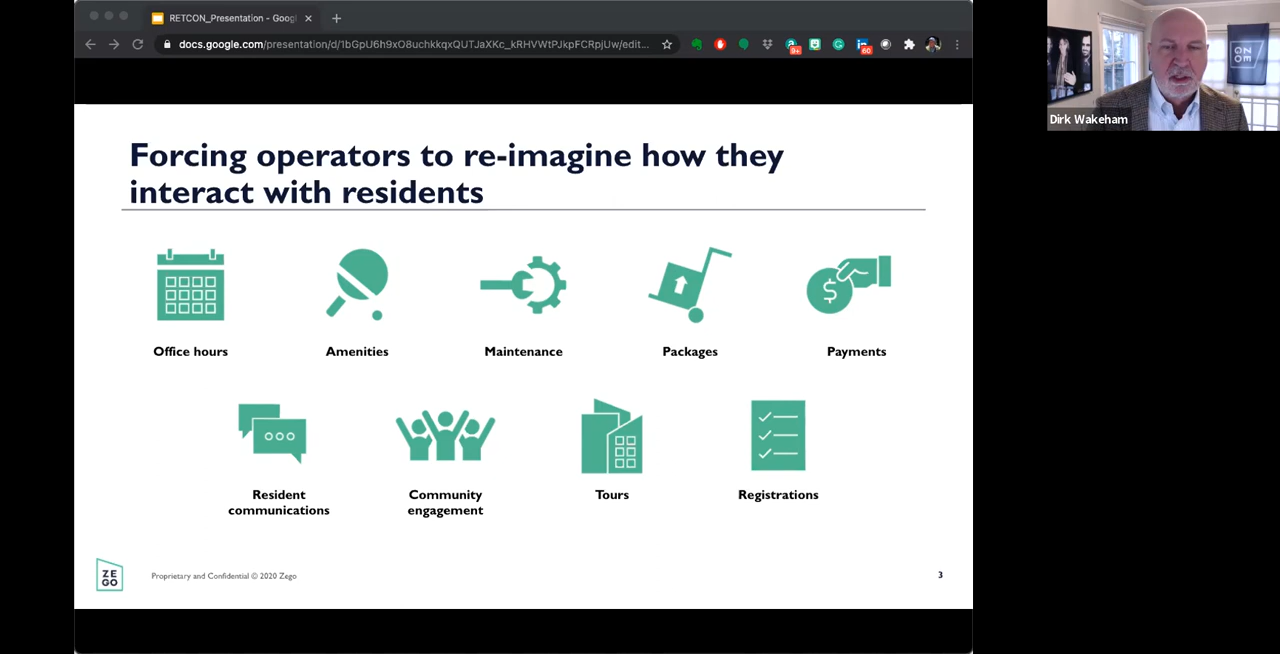 RETCON_Presentation - Googl
docs.google.com/presentation/d/1bGpU6h9xO8uchkkqxQUTJaXKc_kRHVWtPJkpFCRpjUw/edit...
9+
60
Dirk Wakeham
Forcing operators to re-imagine how they
interact with residents
Office hours
Amenities
Maintenance
Packages
Payments
Resident
communications
Community
engagement
Tours
Registrations
ZE
GO
Proprietary and Confidential © 2020 Zego
3